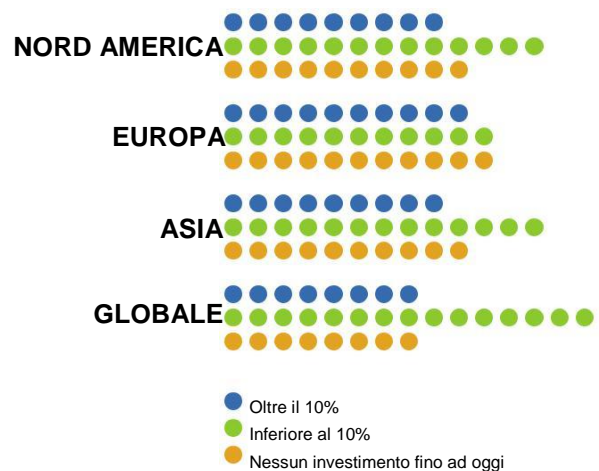 NORD AMERICA
EUROPA
ASIA
GLOBALE
Oltre il 10%
Inferiore al 10%
Nessun investimento fino ad oggi